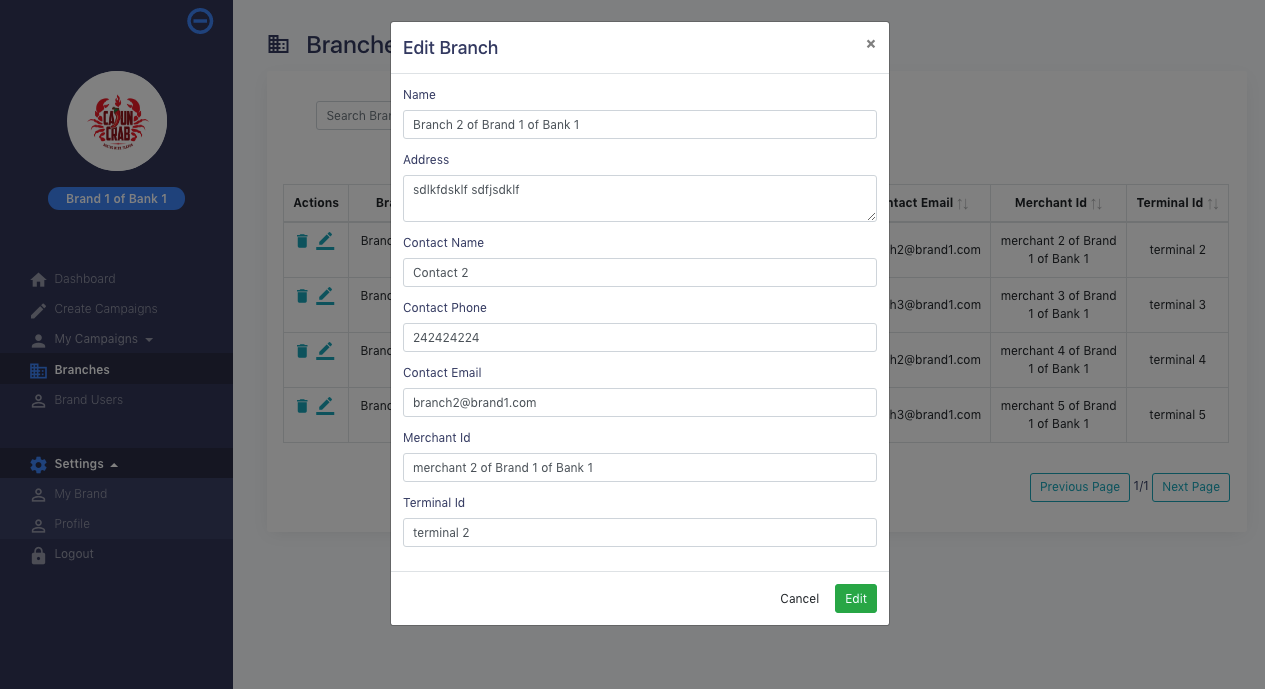 CAJUN
CRAB
Brand 1 of Bank 1
Dashboard
Create Campaigns
My Campaigns
Branches
Brand Users
Settings
My Brand
Profile
Logout
Branche
Search Bran
Actions
Bra
ntact Email
Merchant Id
Terminal Id
Branc
h2@brand1.com
merchant 2 of Brand
1 of Bank 1
terminal 2
Branc
h3@brand1.com
merchant 3 of Brand
1 of Bank 1
terminal 3
Branc
h2@brand1.com
merchant 4 of Brand
1 of Bank 1
terminal 4
Branc
h3@brand1.com
merchant 5 of Brand
1 of Bank 1
terminal 5
Previous Page
1/1
Next Page
Edit Branch
×
Name
Branch 2 of Brand 1 of Bank 1
Address
sdlkfdsklf sdfjsdklf
Contact Name
Contact 2
Contact Phone
242424224
Contact Email
branch2@brand1.com
Merchant Id
merchant 2 of Brand 1 of Bank 1
Terminal Id
terminal 2
Cancel
Edit